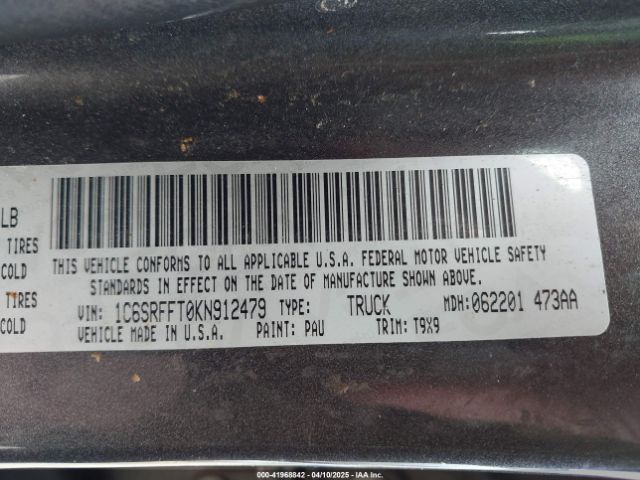 LB
TIRES
COLD
TIRES
COLD
THIS VEHICLE CONFORMS TO ALL APPLICABLE U.S.A. FEDERAL MOTOR VEHICLE SAFETY
STANDARDS IN EFFECT ON THE DATE OF MANUFACTURE SHOWN ABOVE.
VIN: 1C6SRFFT0KN912479 TYPE: TRUCK MDH: 062201 473AA
VEHICLE MADE IN U.S.A. PAINT: PAU TRIM: T9X9
000-41968842 - 04/10/2025 - IAA Inc.